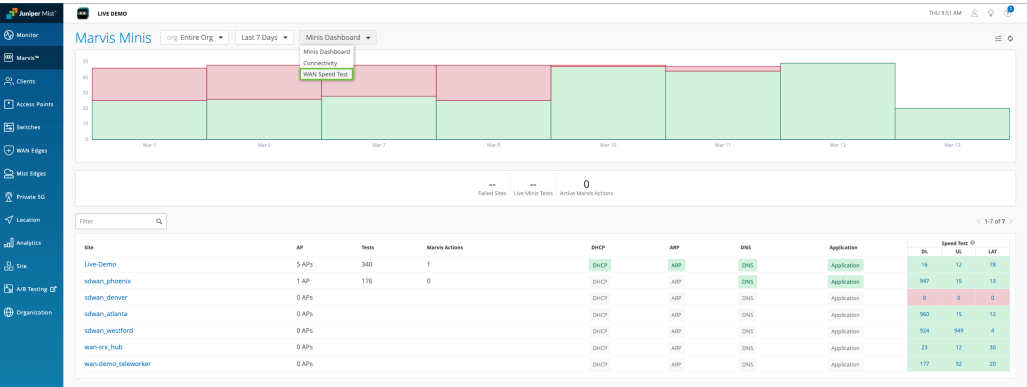 Juniper Mist™ LIVE DEMO THU 9:51 AM 1
Monitor
Marvis™
Clients
Access Points
Switches
WAN Edges
Mist Edges
Private 5G
Location
Analytics
Site
A/B Testing
Organization
Marvis Minis org Entire Org Last 7 Days Minis Dashboard
Minis Dashboard
Connectivity
WAN Speed Test
50
40
30
20
10
0
Mar 5 Mar 6 Mar 7 Mar 8 Mar 10 Mar 11 Mar 12 Mar 13
-- -- 0
Failed Sites Live Minis Tests Active Marvis Actions
Filter 1-7 of 7
Speed Test
Site AP Tests Marvis Actions DHCP ARP DNS Application DL UL LAT
Live-Demo 5 APs 340 1 DHCP ARP DNS Application 16 12 78
sdwan_phoenix 1 AP 176 0 DHCP ARP DNS Application 947 15 13
sdwan_denver 0 APs DHCP ARP DNS Application 0 0 0
sdwan_atlanta 0 APs DHCP ARP DNS Application 960 15 12
sdwan_westford 0 APs DHCP ARP DNS Application 924 949 4
wan-srx_hub 0 APs DHCP ARP DNS Application 23 12 30
wan-demo_teleworker 0 APs DHCP ARP DNS Application 177 32 20